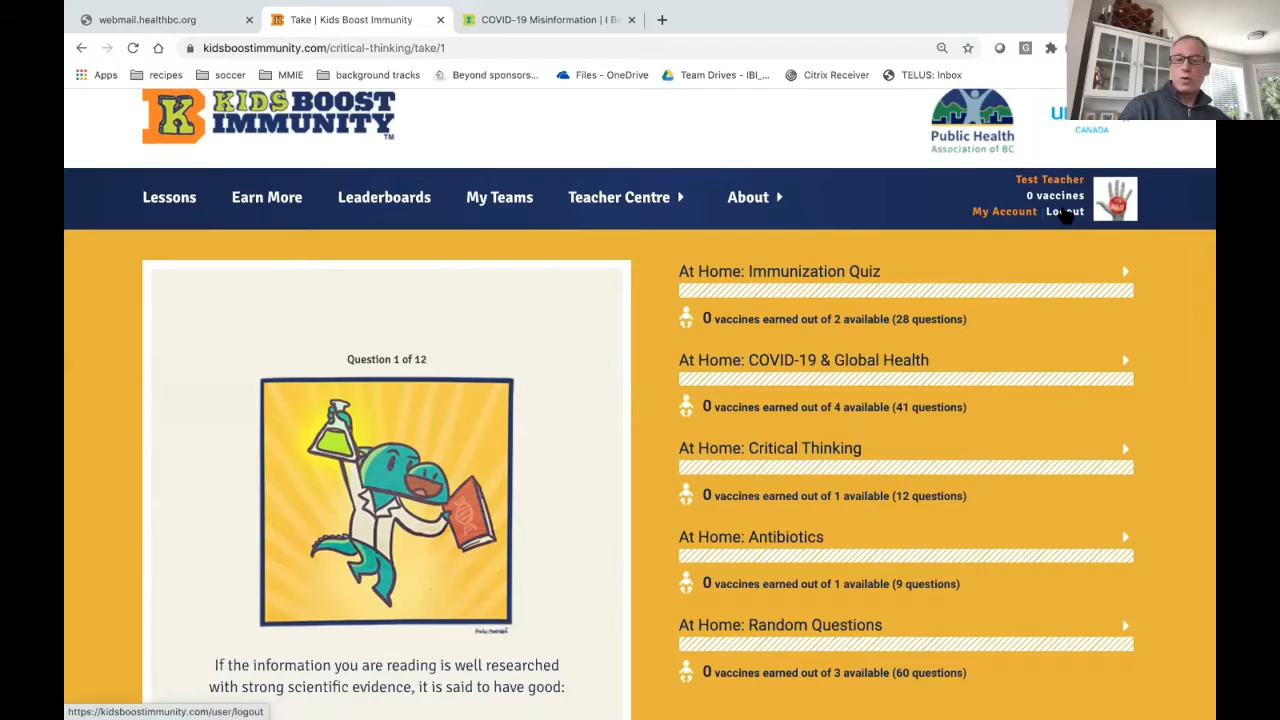 webmail.healthbc.org
Take | Kids Boost Immunity
COVID-19 Misinformation | I Bo
kidsboostimmunity.com/critical-thinking/take/1
Apps
recipes
soccer
MMIE
background tracks
Beyond sponsors...
Files - OneDrive
Team Drives - IBI_...
Citrix Receiver
TELUS: Inbox
KIDS BOOST
IMMUNITY
TM
Public Health
Association of BC
CANADA
Lessons
Earn More
Leaderboards
My Teams
Teacher Centre
About
Test Teacher
0 vaccines
My Account
Logout
Question 1 of 12
If the information you are reading is well researched
with strong scientific evidence, it is said to have good:
At Home: Immunization Quiz
0 vaccines earned out of 2 available (28 questions)
At Home: COVID-19 & Global Health
0 vaccines earned out of 4 available (41 questions)
At Home: Critical Thinking
0 vaccines earned out of 1 available (12 questions)
At Home: Antibiotics
0 vaccines earned out of 1 available (9 questions)
At Home: Random Questions
0 vaccines earned out of 3 available (60 questions)
https://kidsboostimmunity.com/user/logout